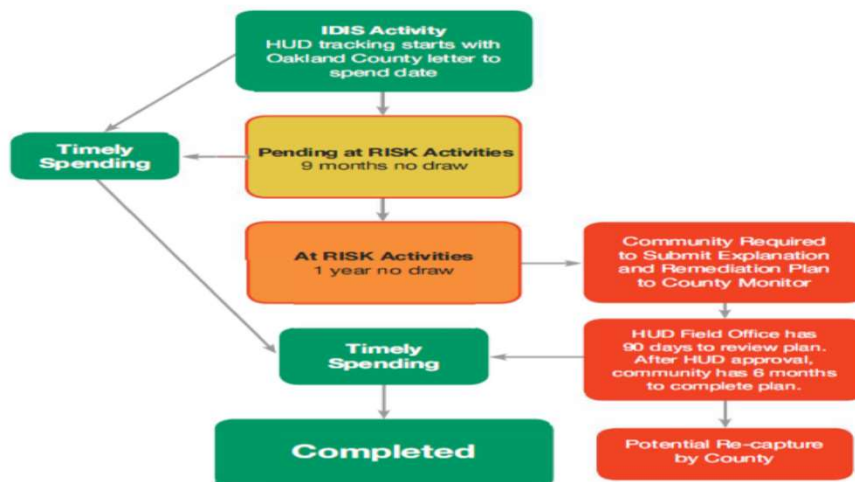 IDIS Activity
HUD tracking starts with
Oakland County letter to
spend date
Timely
Spending
Pending at RISK Activities
9 months no draw
At RISK Activities
1 year no draw
Community Required
to Submit Explanation
and Remediation Plan
to County Monitor
HUD Field Office has
90 days to review plan.
After HUD approval,
community has 6 months
to complete plan.
Timely
Spending
Completed
Potential Re-capture
by County